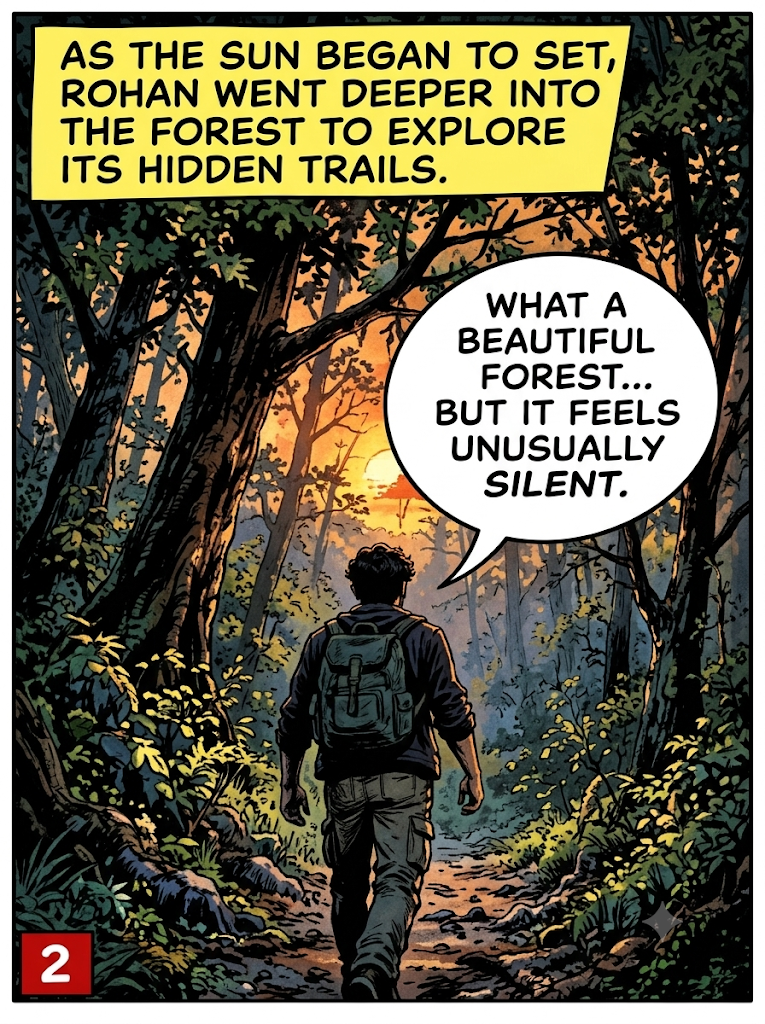 AS THE SUN BEGAN TO SET,
ROHAN WENT DEEPER INTO
THE FOREST TO EXPLORE
ITS HIDDEN TRAILS.
WHAT A
BEAUTIFUL
FOREST...
BUT IT FEELS
UNUSUALLY
SILENT.
2